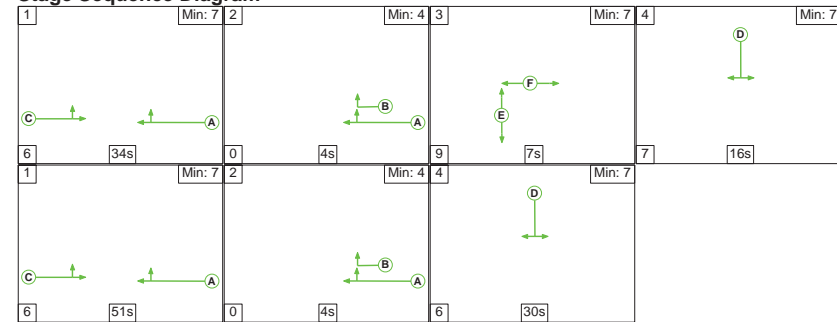 Stage Sequence Diagram
1 Min: 7 2 Min: 4 3 Min: 7 4 Min: 7
D
F
B
E
C A A
6 34s 0 4s 9 7s 7 16s
1 Min: 7 2 Min: 4 4 Min: 7
D
B
C A A
6 51s 0 4s 6 30s